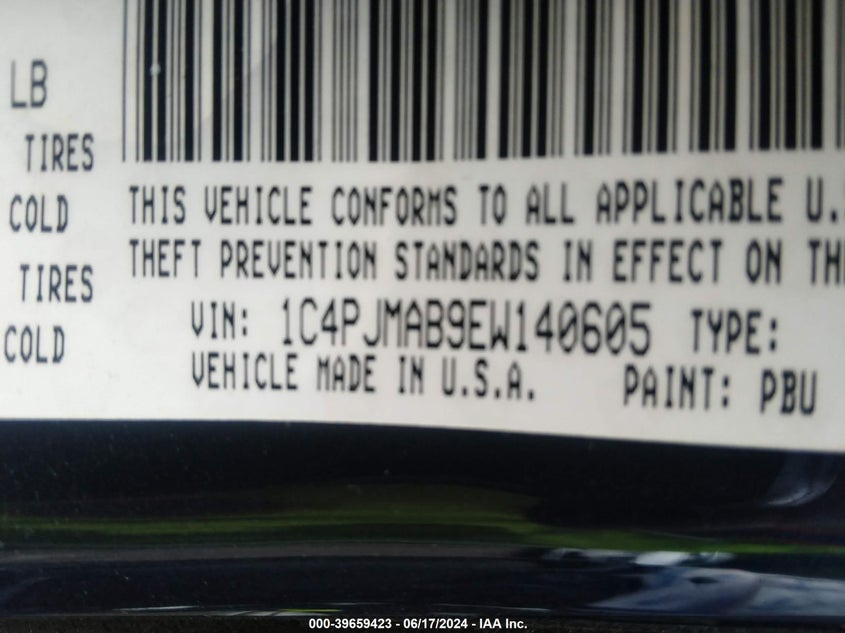 LB
TIRES
COLD
TIRES
COLD
THIS VEHICLE CONFORMS TO ALL APPLICABLE U.S
THEFT PREVENTION STANDARDS IN EFFECT ON TH
VIN: 1C4PJMAB9EW140605 TYPE:
VEHICLE MADE IN U.S.A. PAINT: PBU
000-39659423 - 06/17/2024 - IAA Inc.